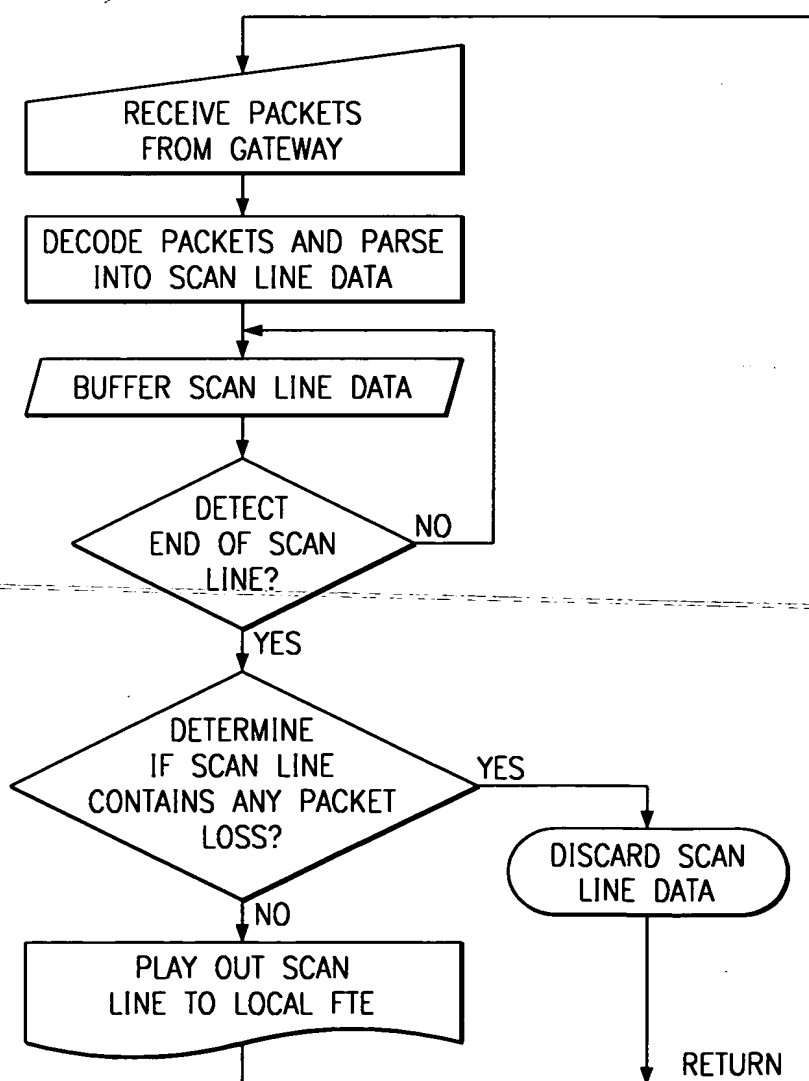 RECEIVE PACKETS
FROM GATEWAY
DECODE PACKETS AND PARSE
INTO SCAN LINE DATA
BUFFER SCAN LINE DATA
DETECT
END OF SCAN
LINE?
NO
YES
DETERMINE
IF SCAN LINE
CONTAINS ANY PACKET
LOSS?
YES
DISCARD SCAN
LINE DATA
NO
PLAY OUT SCAN
LINE TO LOCAL FTE
RETURN